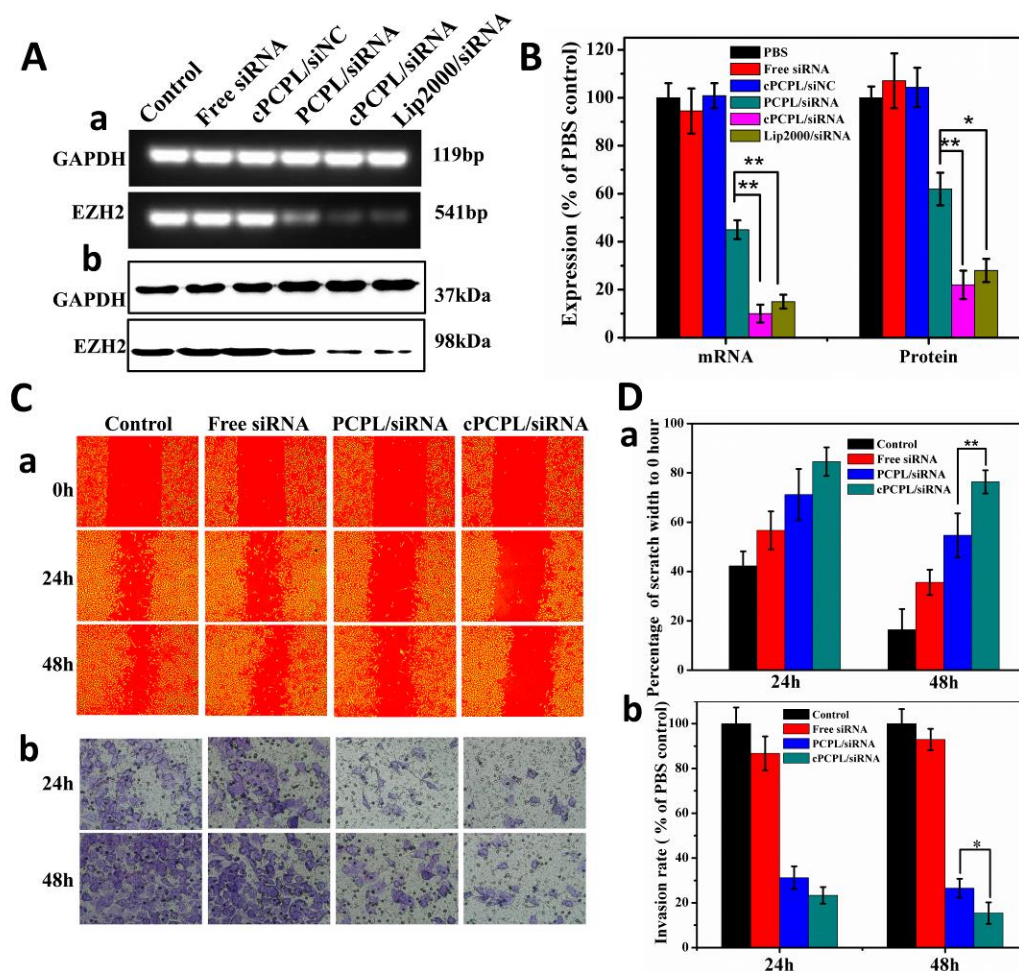 A
Control
Free siRNA
cPCPL/siNC
PCPL/siRNA
cPCPL/siRNA
Lip2000/siRNA
a
GAPDH
119bp
EZH2
541bp
b
GAPDH
37kDa
EZH2
98kDa
B
Expression (% of PBS control)
120
100
80
60
40
20
0
PBS
Free siRNA
cPCPL/siNC
PCPL/siRNA
cPCPL/siRNA
Lip2000/siRNA
**
**
*
**
mRNA
Protein
C
Control
Free siRNA
PCPL/siRNA
cPCPL/siRNA
a
0h
24h
48h
b
24h
48h
D
a
Percentage of scratch width to 0 hour
100
80
60
40
20
0
Control
Free siRNA
PCPL/siRNA
cPCPL/siRNA
**
24h
48h
b
Invasion rate ( % of PBS control)
100
80
60
40
20
0
Control
Free siRNA
PCPL/siRNA
cPCPL/siRNA
*
24h
48h